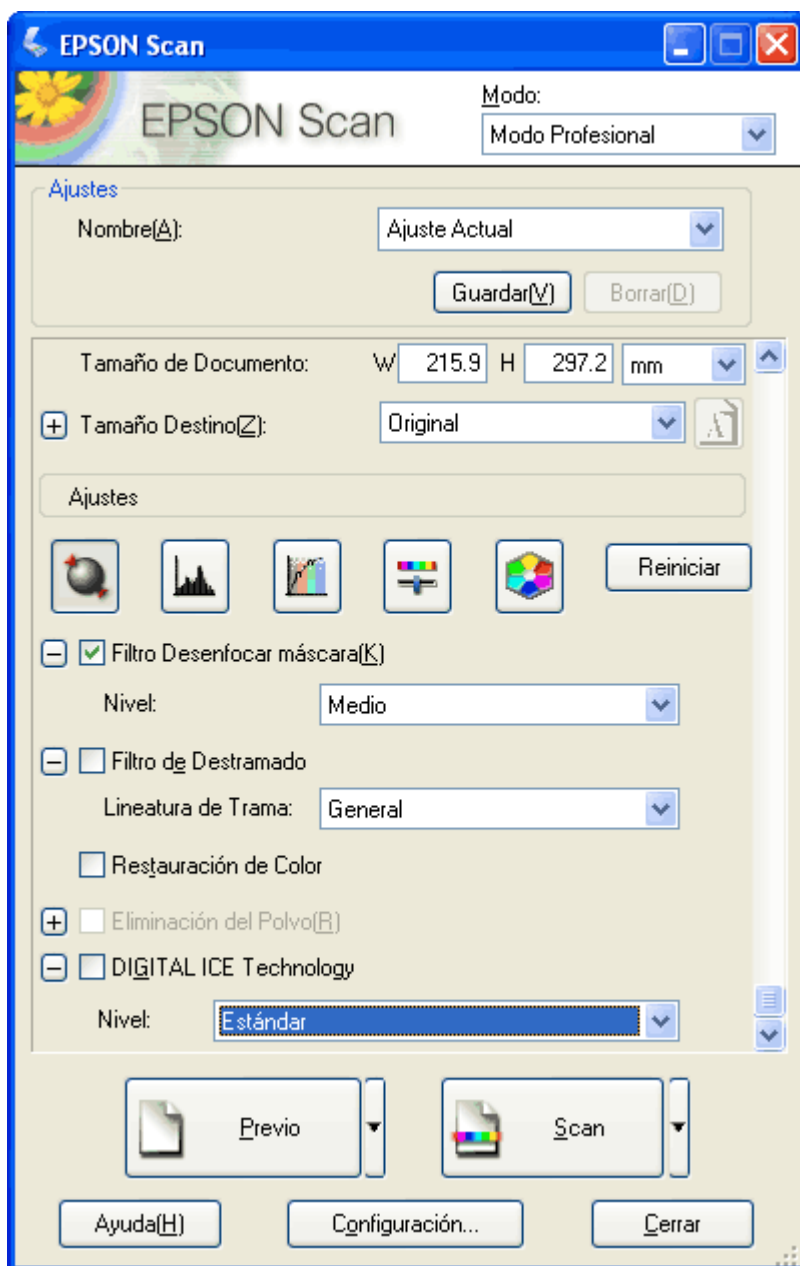 EPSON Scan
EPSON Scan
Modo:
Modo Profesional
Ajustes
Nombre(A):
Ajuste Actual
Guardar(V)
Borrar(D)
Tamaño de Documento: W 215.9 H 297.2 mm
Tamaño Destino(Z): Original
Ajustes
Reiniciar
Filtro Desenfocar máscara(K)
Nivel: Medio
Filtro de Destramado
Lineatura de Trama: General
Restauración de Color
Eliminación del Polvo(R)
DIGITAL ICE Technology
Nivel: Estándar
Previo
Scan
Ayuda(H)
Configuración...
Cerrar